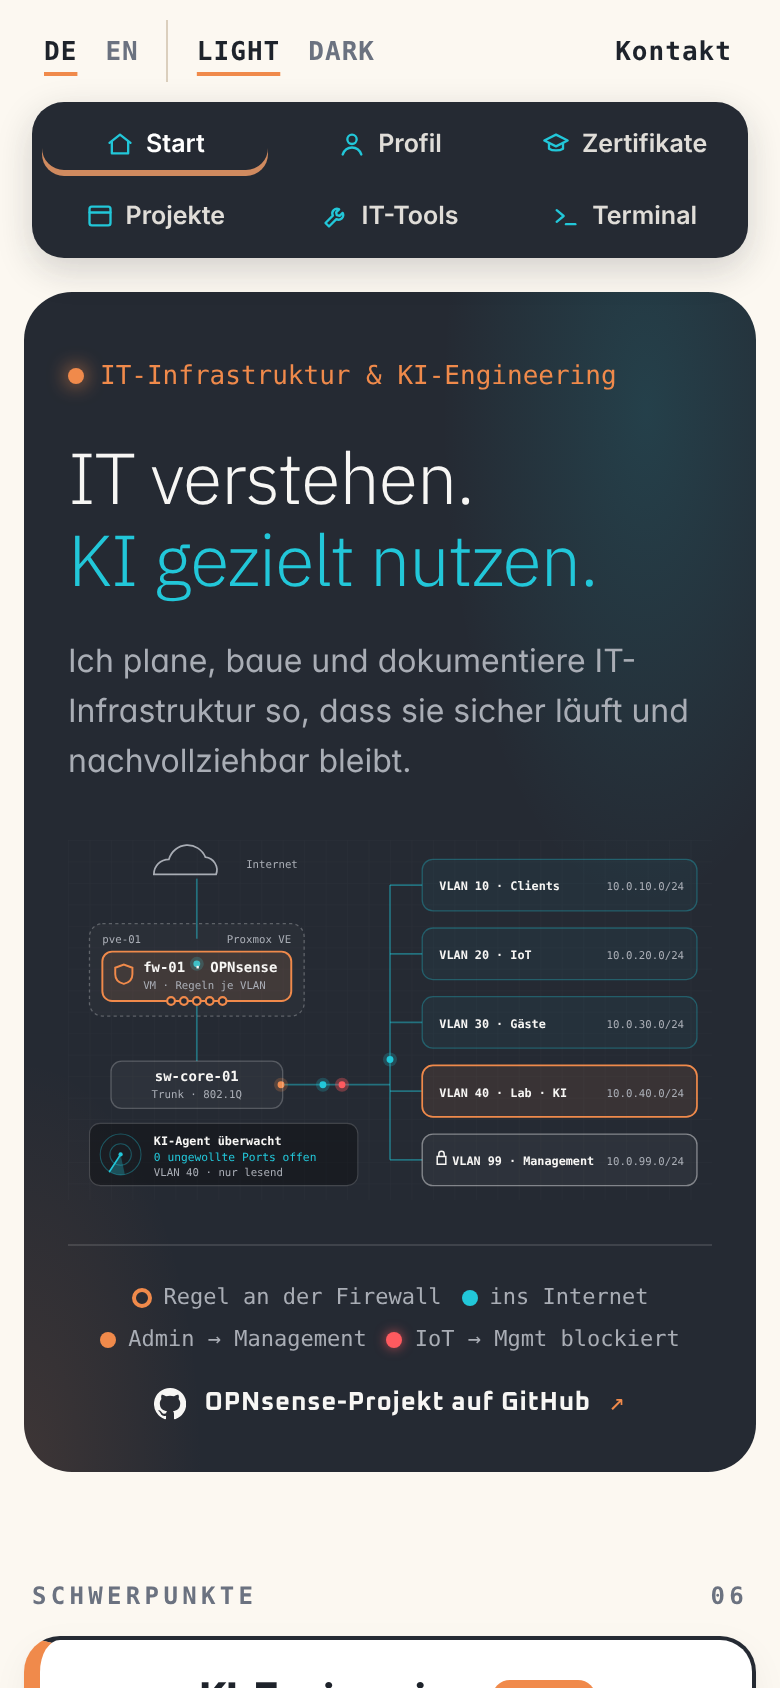 DE EN LIGHT DARK Kontakt
Start Profil Zertifikate
Projekte IT-Tools Terminal
IT-Infrastruktur & KI-Engineering
IT verstehen.
KI gezielt nutzen.
Ich plane, baue und dokumentiere IT-
Infrastruktur so, dass sie sicher läuft und
nachvollziehbar bleibt.
Internet
pve-01 Proxmox VE
fw-01 · OPNsense
VM · Regeln je VLAN
sw-core-01
Trunk · 802.1Q
KI-Agent überwacht
0 ungewollte Ports offen
VLAN 40 · nur lesend
VLAN 10 · Clients 10.0.10.0/24
VLAN 20 · IoT 10.0.20.0/24
VLAN 30 · Gäste 10.0.30.0/24
VLAN 40 · Lab · KI 10.0.40.0/24
VLAN 99 · Management 10.0.99.0/24
Regel an der Firewall ins Internet
Admin → Management IoT → Mgmt blockiert
OPNsense-Projekt auf GitHub ↗
SCHWERPUNKTE 06